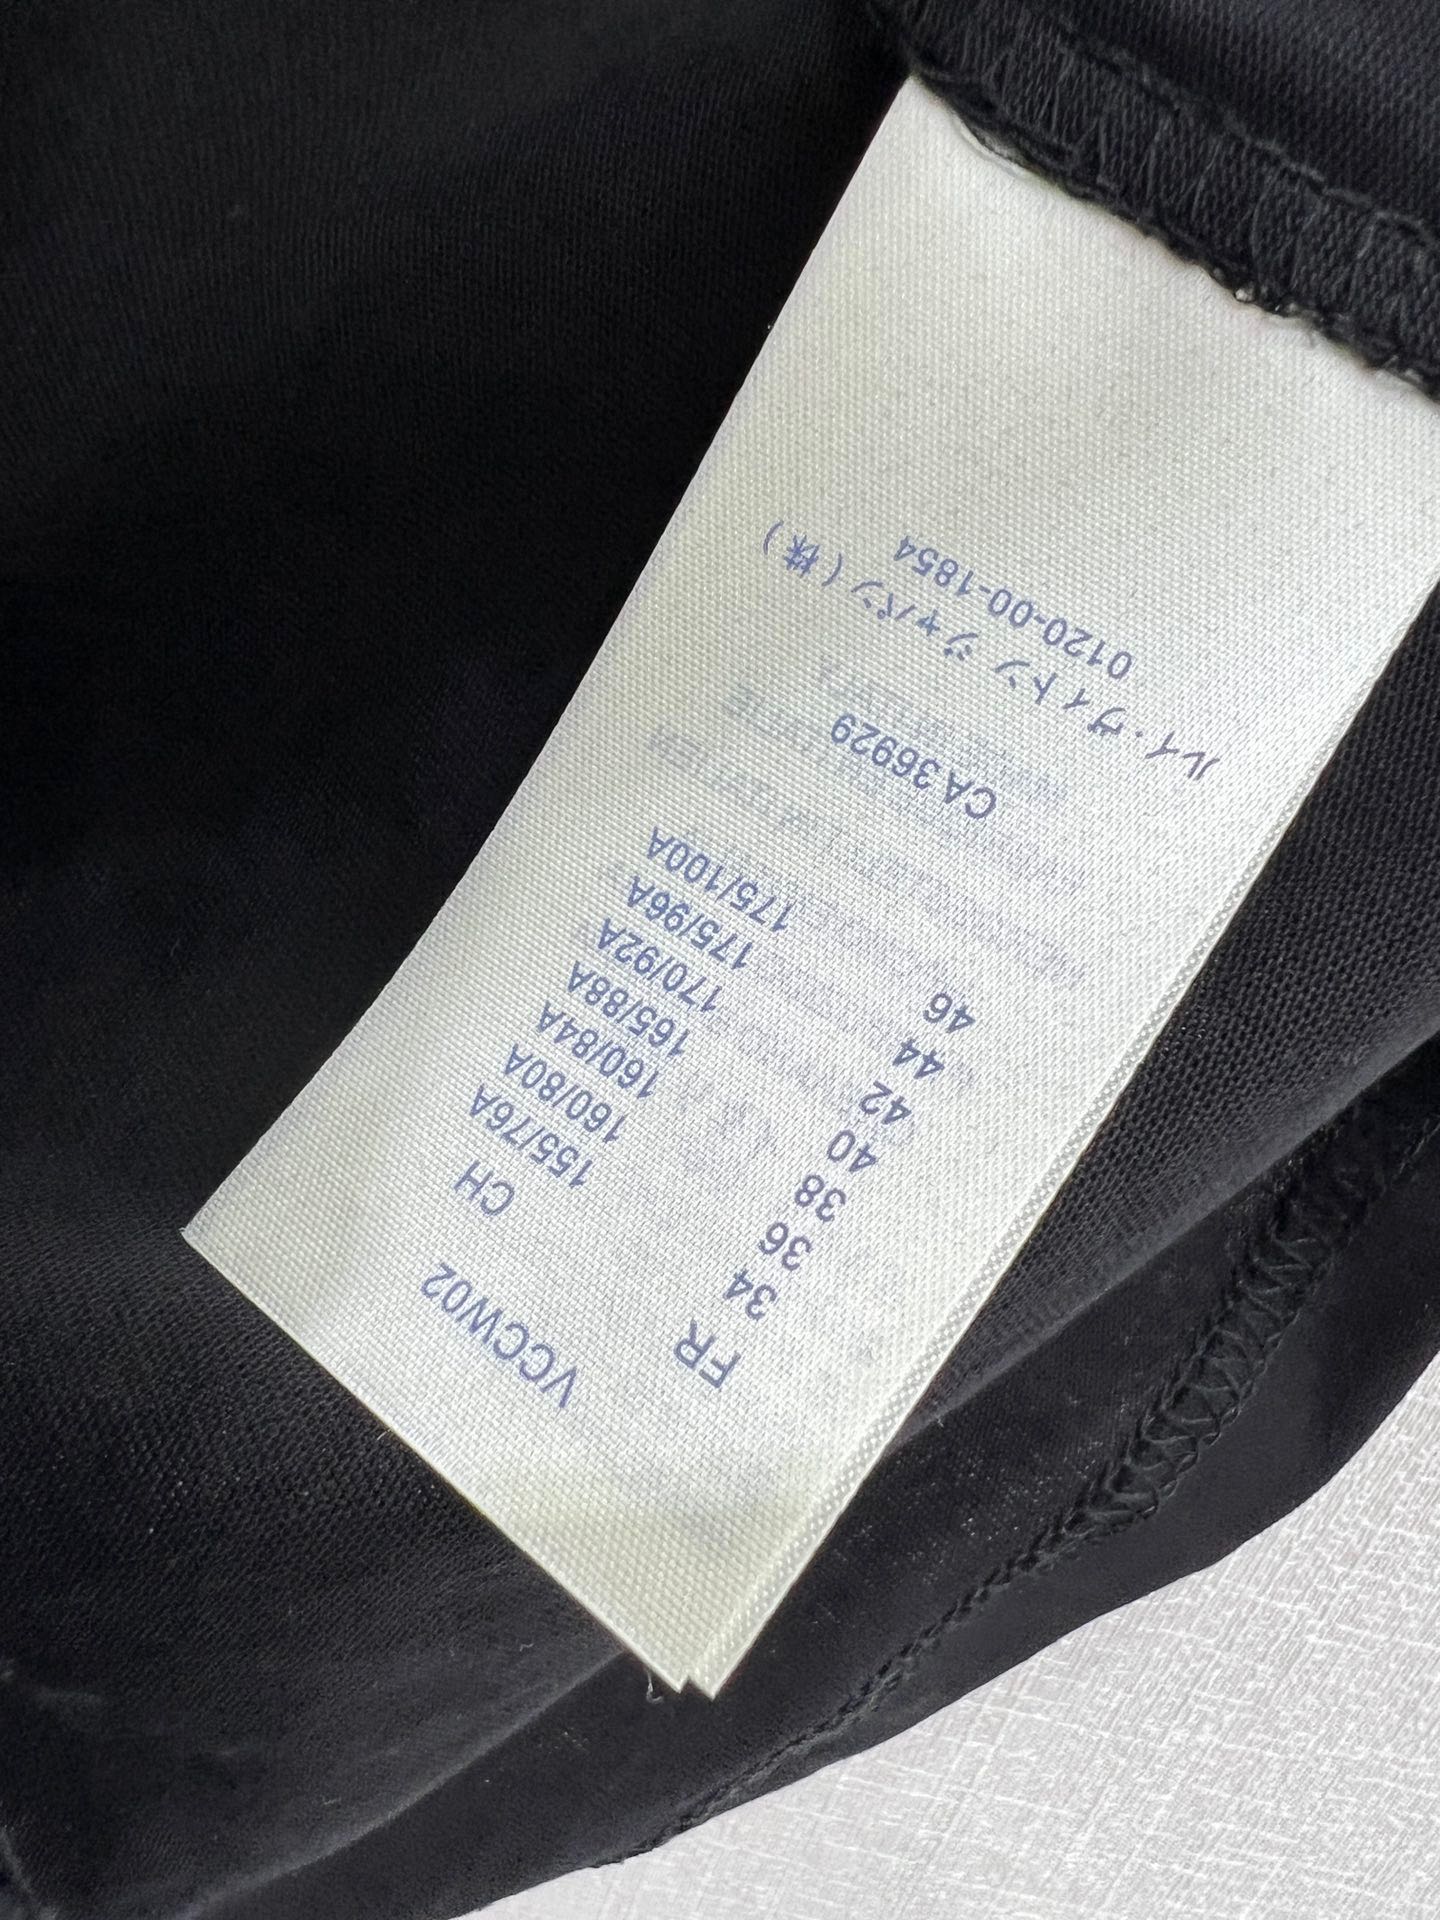 VCCW02
FR CH
34 155/76A
36 160/80A
38 160/84A
40 165/88A
42 170/92A
44 175/96A
46 175/100A
CA 36929
ルイ・ヴィトン ジャパン (株)
0120-00-1854